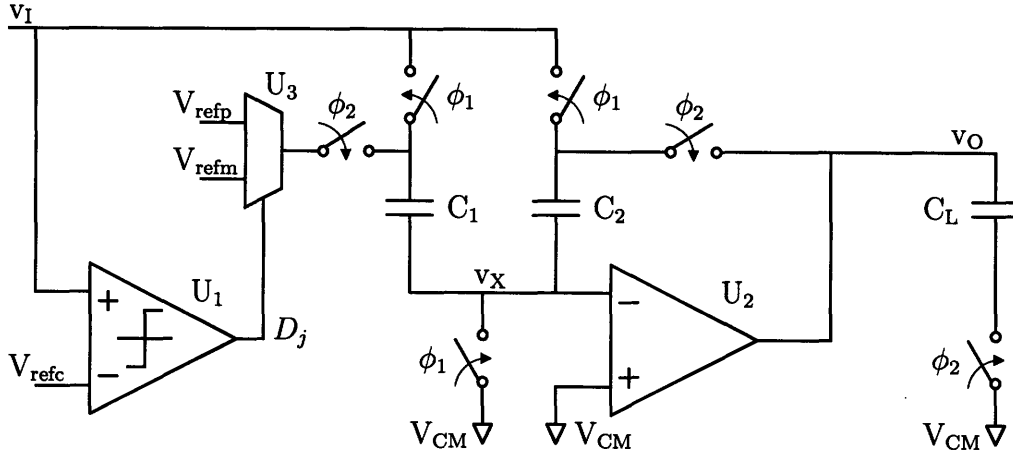 v_I
U_3
ϕ_1
ϕ_1
ϕ_2
ϕ_2
V_refp
v_O
V_refm
C_1
C_2
C_L
v_X
U_1
U_2
+
−
D_j
ϕ_1
ϕ_2
V_refc
−
+
V_CM
V_CM
V_CM